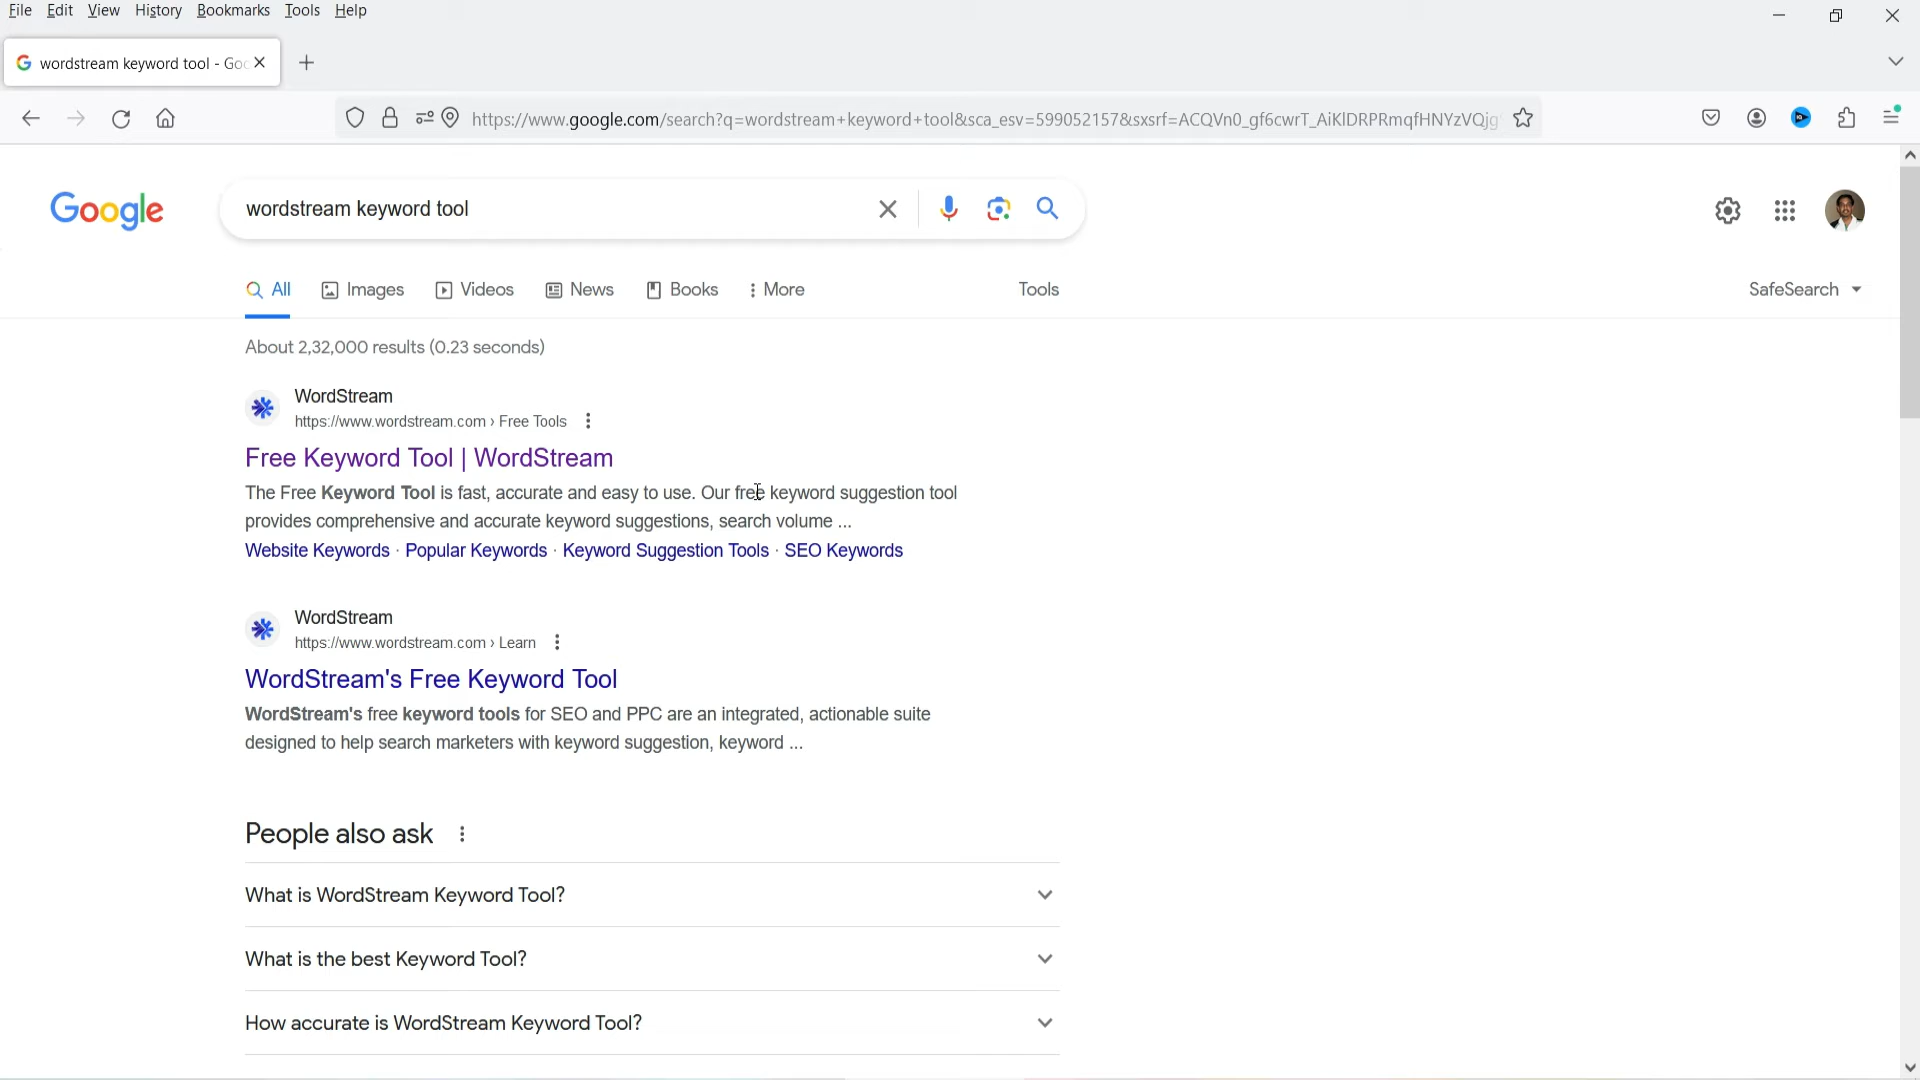 File Edit View History Bookmarks Tools Help
wordstream keyword tool - Goo
https://www.google.com/search?q=wordstream+keyword+tool&sca_esv=599052157&sxsrf=ACQVn0_gf6cwrT_AiKIDRPRmqfHNYzVQjg
Google
wordstream keyword tool
All Images Videos News Books More Tools SafeSearch
About 2,32,000 results (0.23 seconds)
WordStream
https://www.wordstream.com › Free Tools
Free Keyword Tool | WordStream
The Free Keyword Tool is fast, accurate and easy to use. Our free keyword suggestion tool
provides comprehensive and accurate keyword suggestions, search volume ...
Website Keywords · Popular Keywords · Keyword Suggestion Tools · SEO Keywords
WordStream
https://www.wordstream.com › Learn
WordStream's Free Keyword Tool
WordStream's free keyword tools for SEO and PPC are an integrated, actionable suite
designed to help search marketers with keyword suggestion, keyword ...
People also ask
What is WordStream Keyword Tool?
What is the best Keyword Tool?
How accurate is WordStream Keyword Tool?